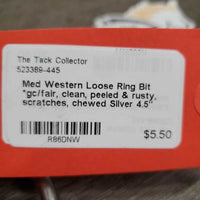 The Tack Collector
523389-445
Med Western Loose Ring Bit
*gc/fair, clean, peeled & rusty,
scratches, chewed Silver 4.5"
$5.50
R86DNW